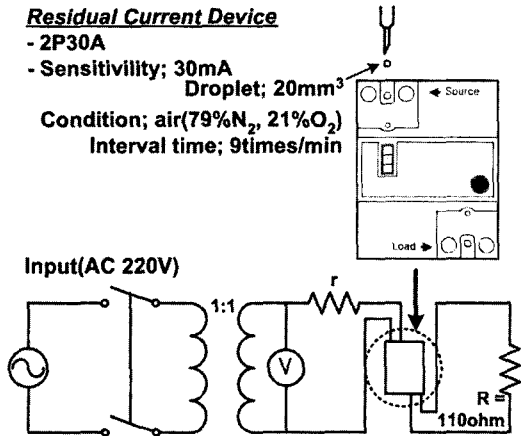 Residual Current Device
- 2P30A
- Sensitivility; 30mA
Droplet; 20mm³
Condition; air(79%N₂, 21%O₂)
Interval time; 9times/min
Source
Load
Input(AC 220V)
1:1
r
V
R =
110ohm